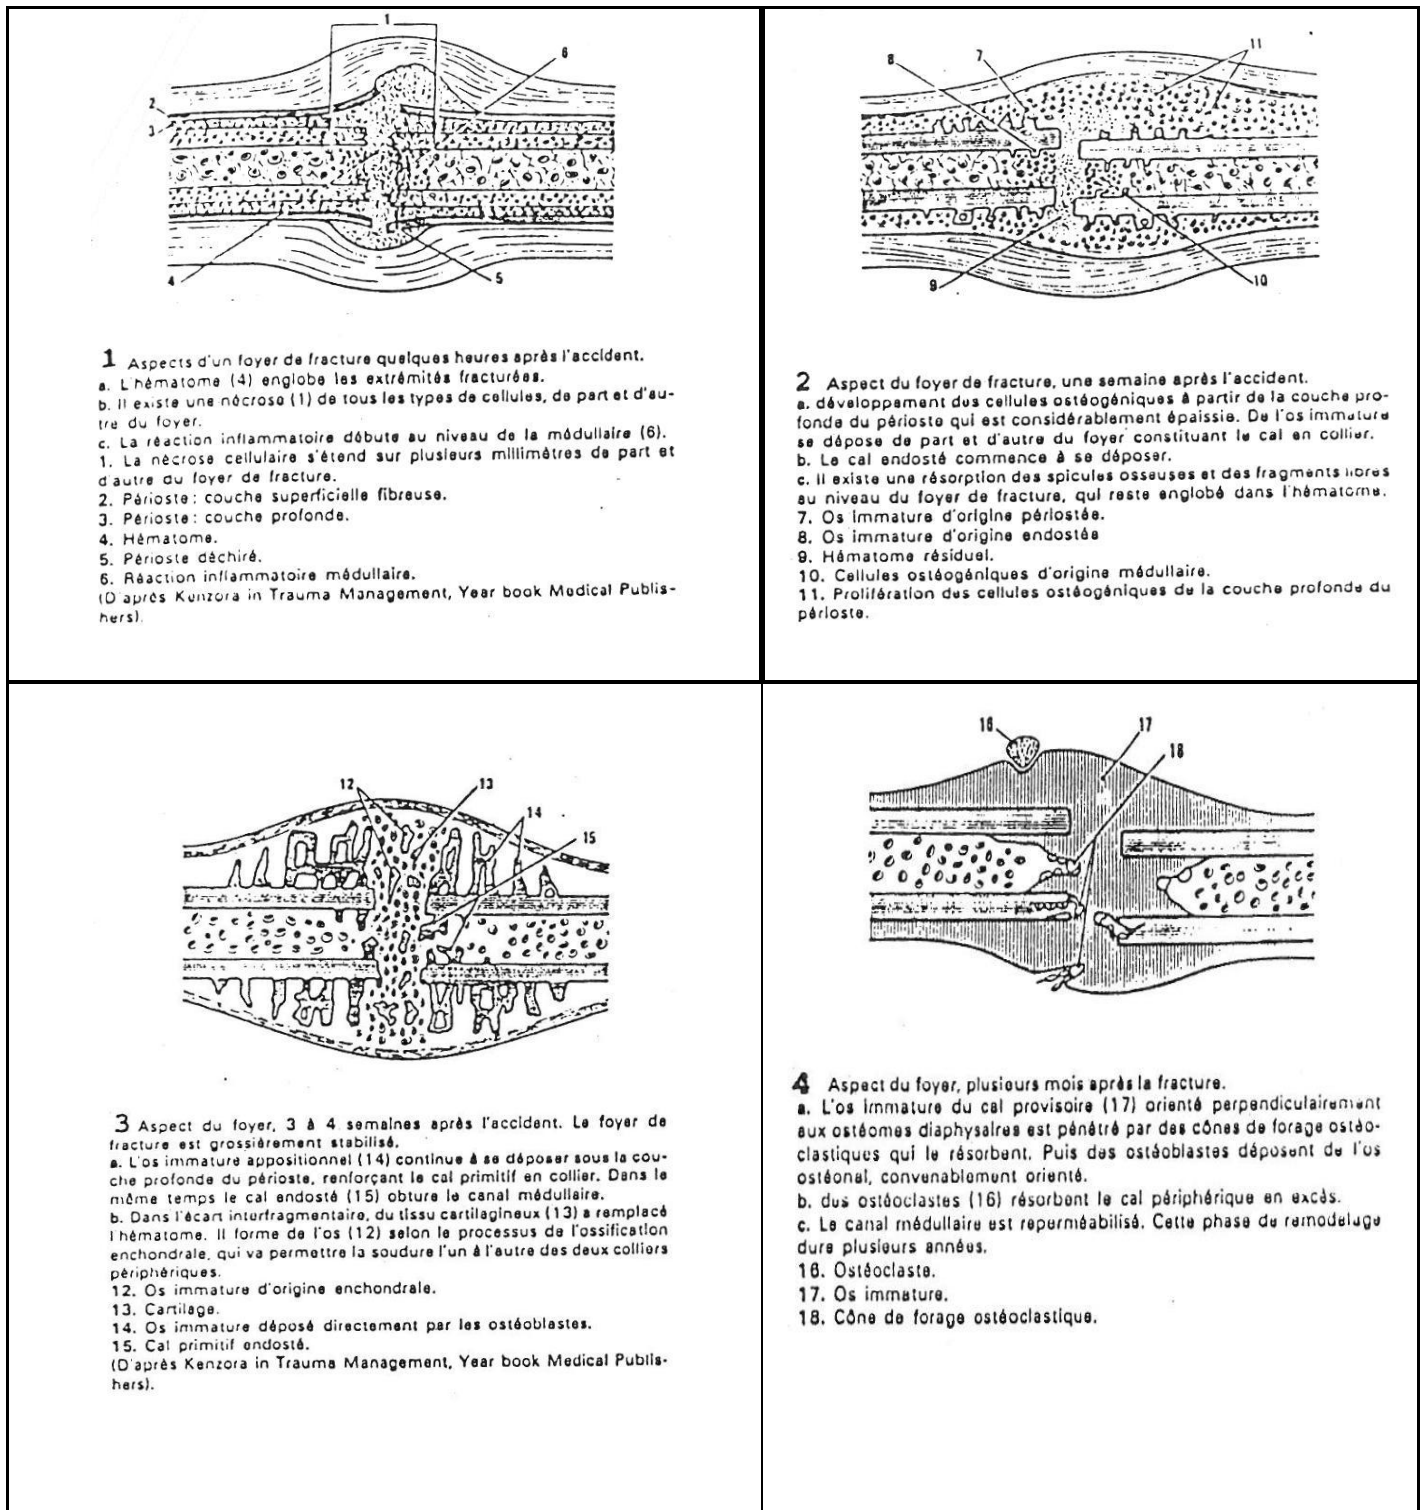 1
6
2
3
4
5
1 Aspects d'un foyer de fracture quelques heures après l'accident.
a. L'hématome (4) englobe les extrémités fracturées.
b. Il existe une nécrose (1) de tous les types de cellules, de part et d'au-
tre du foyer.
c. La réaction inflammatoire débute au niveau de la médullaire (6).
1. La nécrose cellulaire s'étend sur plusieurs millimètres de part et
d'autre du foyer de fracture.
2. Périoste : couche superficielle fibreuse.
3. Périoste : couche profonde.
4. Hématome.
5. Périoste déchiré.
6. Réaction inflammatoire médullaire.
(D'après Kenzora in Trauma Management, Year book Medical Publis-
hers).
8
7
11
9
10
2 Aspect du foyer de fracture, une semaine après l'accident.
a. développement des cellules ostéogéniques à partir de la couche pro-
fonde du périoste qui est considérablement épaissie. De l'os immature
se dépose de part et d'autre du foyer constituant le cal en collier.
b. Le cal endosté commence à se déposer.
c. Il existe une résorption des spicules osseuses et des fragments libres
au niveau du foyer de fracture, qui reste englobé dans l'hématome.
7. Os immature d'origine périostée.
8. Os immature d'origine endostée
9. Hématome résiduel.
10. Cellules ostéogéniques d'origine médullaire.
11. Prolifération des cellules ostéogéniques de la couche profonde du
périoste.
12
13
14
15
3 Aspect du foyer, 3 à 4 semaines après l'accident. Le foyer de
fracture est grossièrement stabilisé.
a. L'os immature appositionnel (14) continue à se déposer sous la cou-
che profonde du périoste, renforçant le cal primitif en collier. Dans le
même temps le cal endosté (15) obture le canal médullaire.
b. Dans l'écart interfragmentaire, du tissu cartilagineux (13) a remplacé
l'hématome. Il forme de l'os (12) selon le processus de l'ossification
enchondrale, qui va permettre la soudure l'un à l'autre des deux colliers
périphériques.
12. Os immature d'origine enchondrale.
13. Cartilage.
14. Os immature déposé directement par les ostéoblastes.
15. Cal primitif endosté.
(D'après Kenzora in Trauma Management, Year book Medical Publis-
hers).
16
17
18
4 Aspect du foyer, plusieurs mois après la fracture.
a. L'os immature du cal provisoire (17) orienté perpendiculairement
aux ostéomes diaphysaires est pénétré par des cônes de forage ostéo-
clastiques qui le résorbent. Puis des ostéoblastes déposent de l'os
ostéonal, convenablement orienté.
b. des ostéoclastes (16) résorbent le cal périphérique en excès.
c. Le canal médullaire est reperméabilisé. Cette phase de remodelage
dure plusieurs années.
16. Ostéoclaste.
17. Os immature.
18. Cône de forage ostéoclastique.